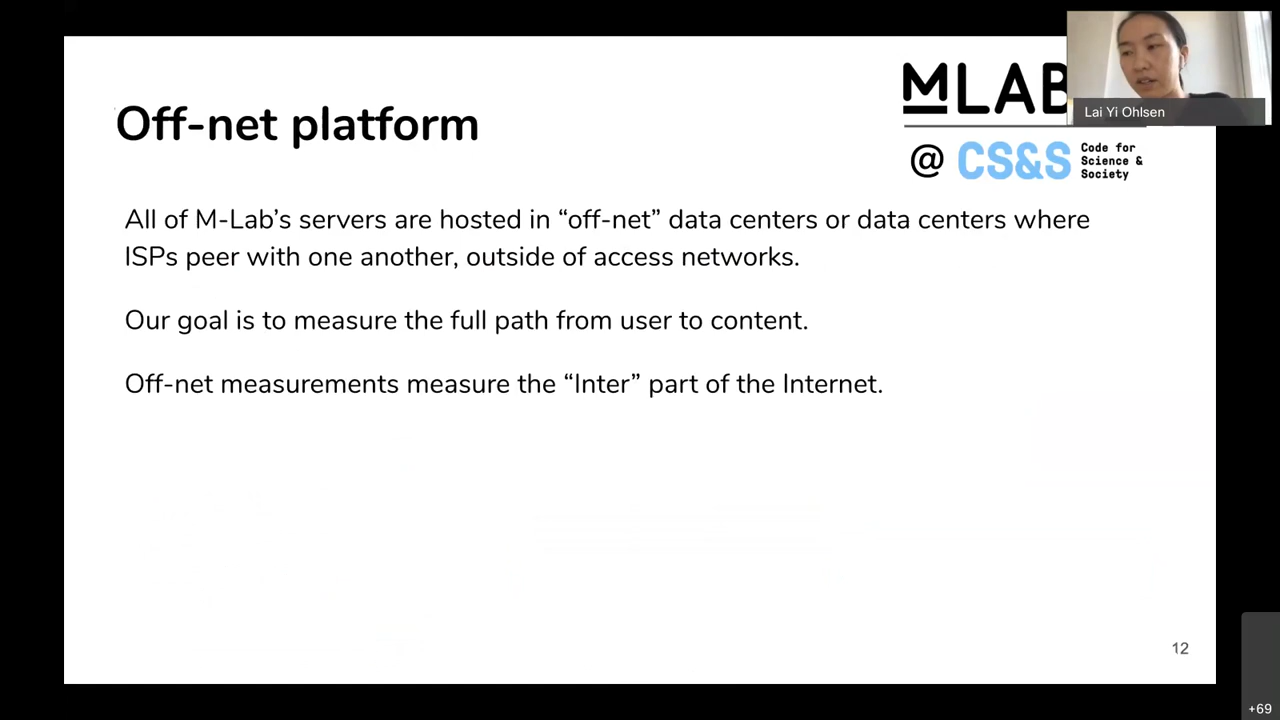 Off-net platform
MLAB
@ CS&S Code for
Science &
Society
Lai Yi Ohlsen
All of M-Lab’s servers are hosted in “off-net” data centers or data centers where
ISPs peer with one another, outside of access networks.
Our goal is to measure the full path from user to content.
Off-net measurements measure the “Inter” part of the Internet.
12
+69